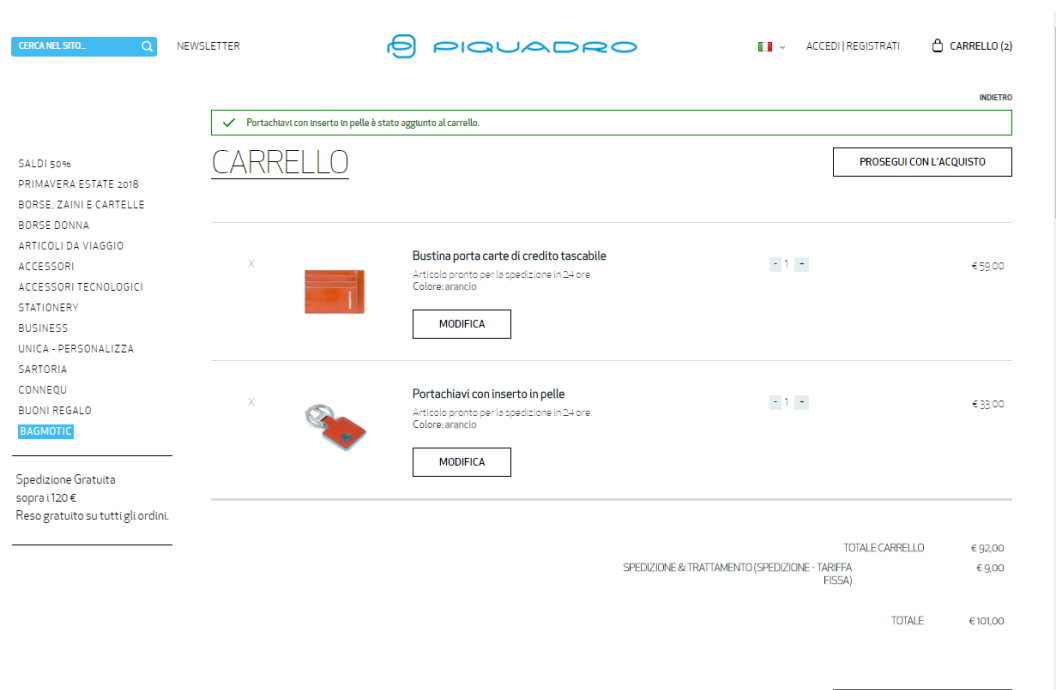 CERCA NEL SITO...
NEWSLETTER
PIQUADRO
ACCEDI | REGISTRATI
CARRELLO (2)
INDIETRO
Portachiavi con inserto in pelle è stato aggiunto al carrello.
CARRELLO
PROSEGUI CON L'ACQUISTO
SALDI 50%
PRIMAVERA ESTATE 2018
BORSE, ZAINI E CARTELLE
BORSE DONNA
ARTICOLI DA VIAGGIO
ACCESSORI
ACCESSORI TECNOLOGICI
STATIONERY
BUSINESS
UNICA - PERSONALIZZA
SARTORIA
CONNEQU
BUONI REGALO
BAGMOTIC
Spedizione Gratuita
sopra i 120 €
Reso gratuito su tutti gli ordini.
X
Bustina porta carte di credito tascabile
Articolo pronto per la spedizione in 24 ore.
Colore: arancio
MODIFICA
- 1 +
€ 59,00
X
Portachiavi con inserto in pelle
Articolo pronto per la spedizione in 24 ore.
Colore: arancio
MODIFICA
- 1 +
€ 33,00
TOTALE CARRELLO € 92,00
SPEDIZIONE & TRATTAMENTO (SPEDIZIONE - TARIFFA
FISSA) € 9,00
TOTALE € 101,00